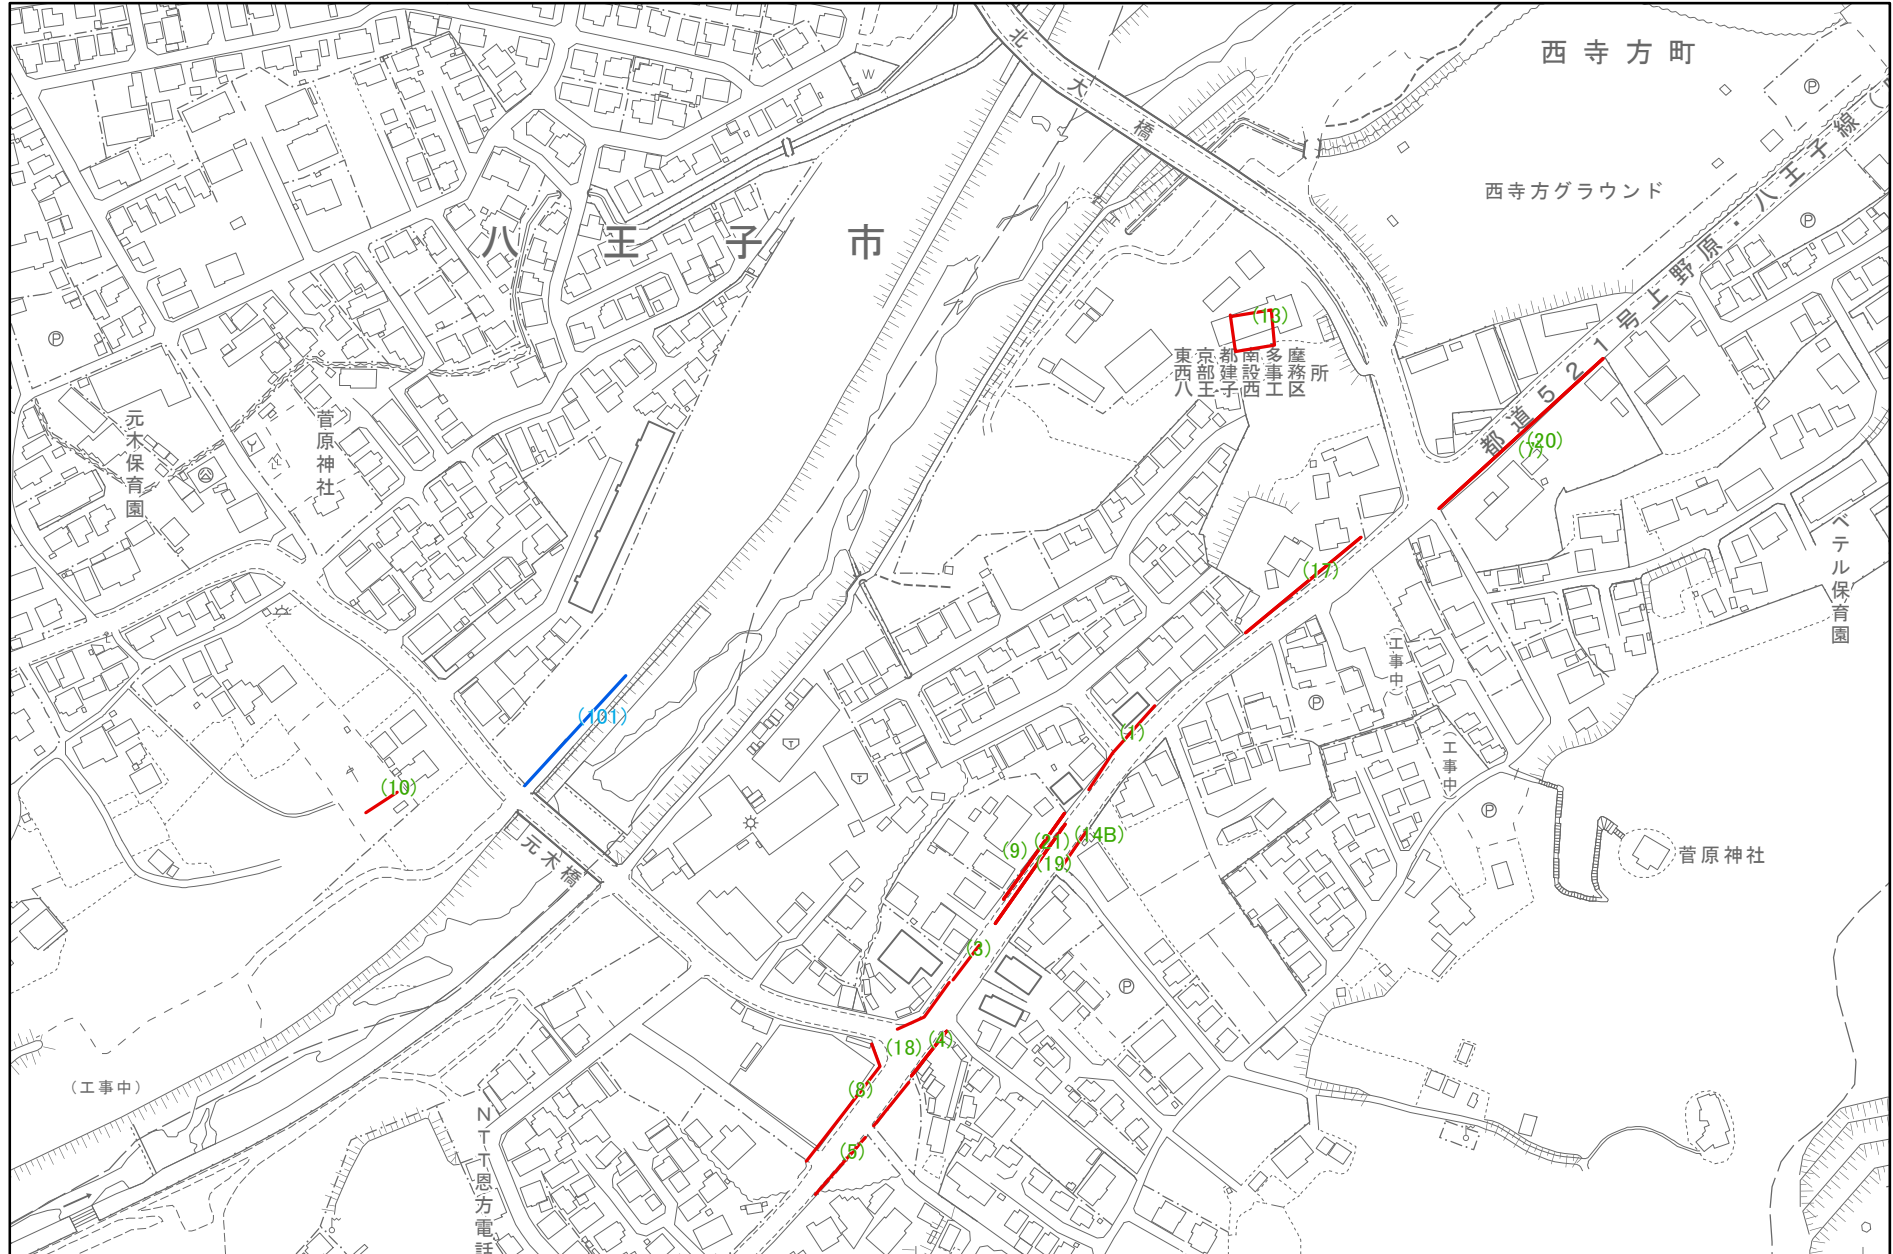 北大橋
西寺方町
W
P
西寺方グラウンド
P
八王子市
都道521号上野原・八王子線
(13)
東京都南多摩
西部建設事務所
八王子西工区
P
元木保育園
菅原神社
(20)
(7)
ベテル保育園
(17)
工事中
(101)
P
(1)
工事中
(10)
T
T
P
元木橋
(9)
(21)
(14B)
(19)
菅原神社
(3)
P
(18)
(4)
(工事中)
(8)
NTT恩方電話
(5)